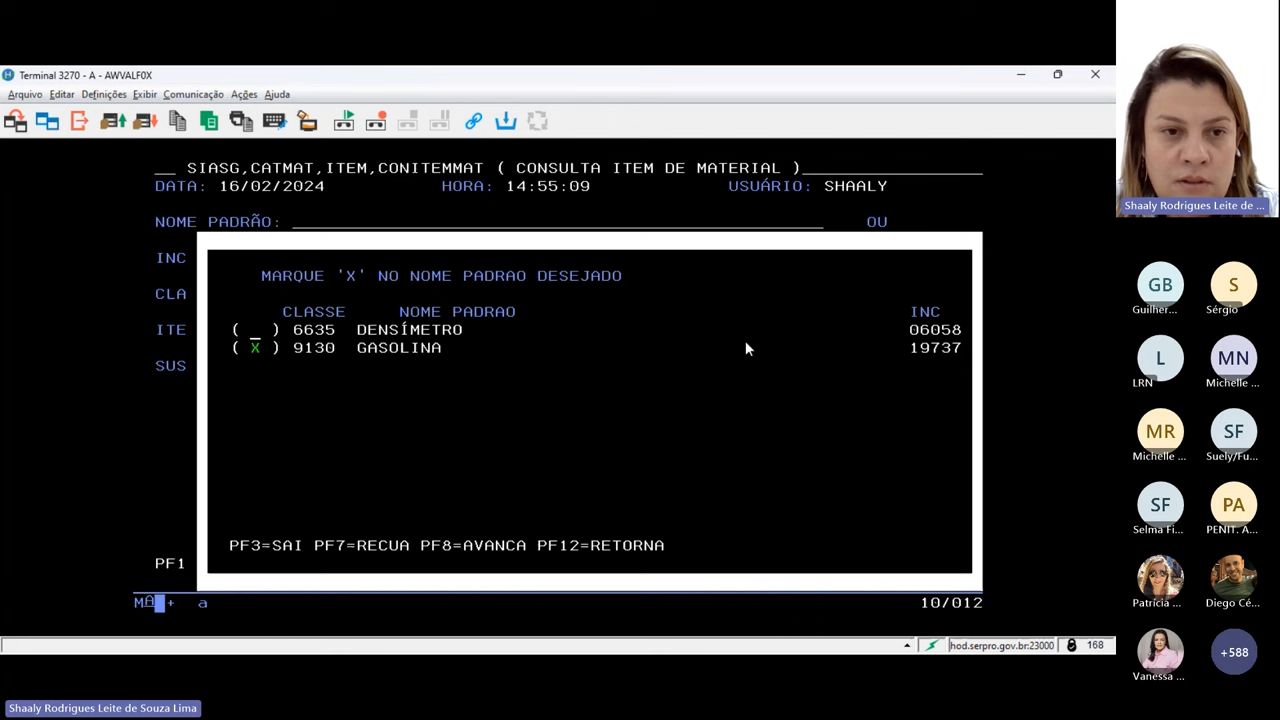 Terminal 3270 - A - AWVALF0X
Arquivo Editar Definições Exibir Comunicação Ações Ajuda
__ SIASG,CATMAT,ITEM,CONITEMMAT ( CONSULTA ITEM DE MATERIAL )
DATA: 16/02/2024 HORA: 14:55:09 USUÁRIO: SHAALY
NOME PADRÃO: OU
INC
CLA
ITE
SUS
MARQUE 'X' NO NOME PADRAO DESEJADO
CLASSE NOME PADRAO INC
( _ ) 6635 DENSÍMETRO 06058
( X ) 9130 GASOLINA 19737
PF3=SAI PF7=RECUA PF8=AVANCA PF12=RETORNA
PF1
MA + a 10/012
hod.serpro.gov.br:23000 168
Shaaly Rodrigues Leite de Souza Lima
Shaaly Rodrigues Leite de ...
GB S
Guilher... Sérgio
L MN
LRN Michelle ...
MR SF
Michelle ... Suely/Fu...
SF PA
Selma Fi... PENIT. A...
Patrícia ... Diego Cé...
+588
Vanessa ...